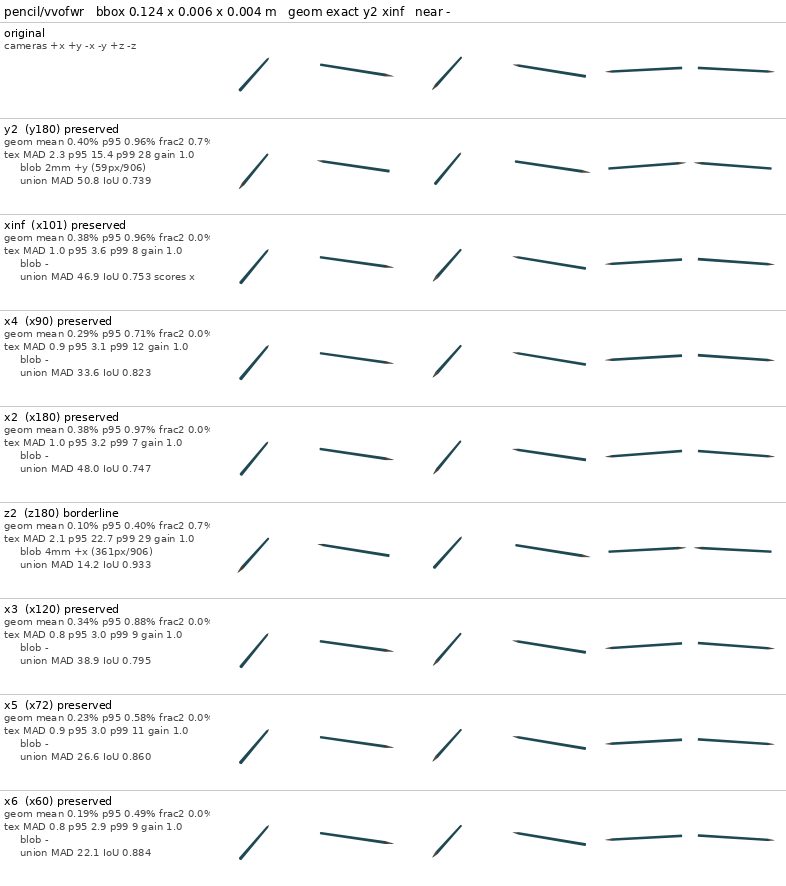 pencil/vvofwr bbox 0.124 x 0.006 x 0.004 m geom exact y2 xinf near -
original
cameras +x +y -x -y +z -z
y2 (y180) preserved
geom mean 0.40% p95 0.96% frac2 0.7%
tex MAD 2.3 p95 15.4 p99 28 gain 1.0
blob 2mm +y (59px/906)
union MAD 50.8 IoU 0.739
xinf (x101) preserved
geom mean 0.38% p95 0.96% frac2 0.0%
tex MAD 1.0 p95 3.6 p99 8 gain 1.0
blob -
union MAD 46.9 IoU 0.753 scores x
x4 (x90) preserved
geom mean 0.29% p95 0.71% frac2 0.0%
tex MAD 0.9 p95 3.1 p99 12 gain 1.0
blob -
union MAD 33.6 IoU 0.823
x2 (x180) preserved
geom mean 0.38% p95 0.97% frac2 0.0%
tex MAD 1.0 p95 3.2 p99 7 gain 1.0
blob -
union MAD 48.0 IoU 0.747
z2 (z180) borderline
geom mean 0.10% p95 0.40% frac2 0.7%
tex MAD 2.1 p95 22.7 p99 29 gain 1.0
blob 4mm +x (361px/906)
union MAD 14.2 IoU 0.933
x3 (x120) preserved
geom mean 0.34% p95 0.88% frac2 0.0%
tex MAD 0.8 p95 3.0 p99 9 gain 1.0
blob -
union MAD 38.9 IoU 0.795
x5 (x72) preserved
geom mean 0.23% p95 0.58% frac2 0.0%
tex MAD 0.9 p95 3.0 p99 11 gain 1.0
blob -
union MAD 26.6 IoU 0.860
x6 (x60) preserved
geom mean 0.19% p95 0.49% frac2 0.0%
tex MAD 0.8 p95 2.9 p99 9 gain 1.0
blob -
union MAD 22.1 IoU 0.884